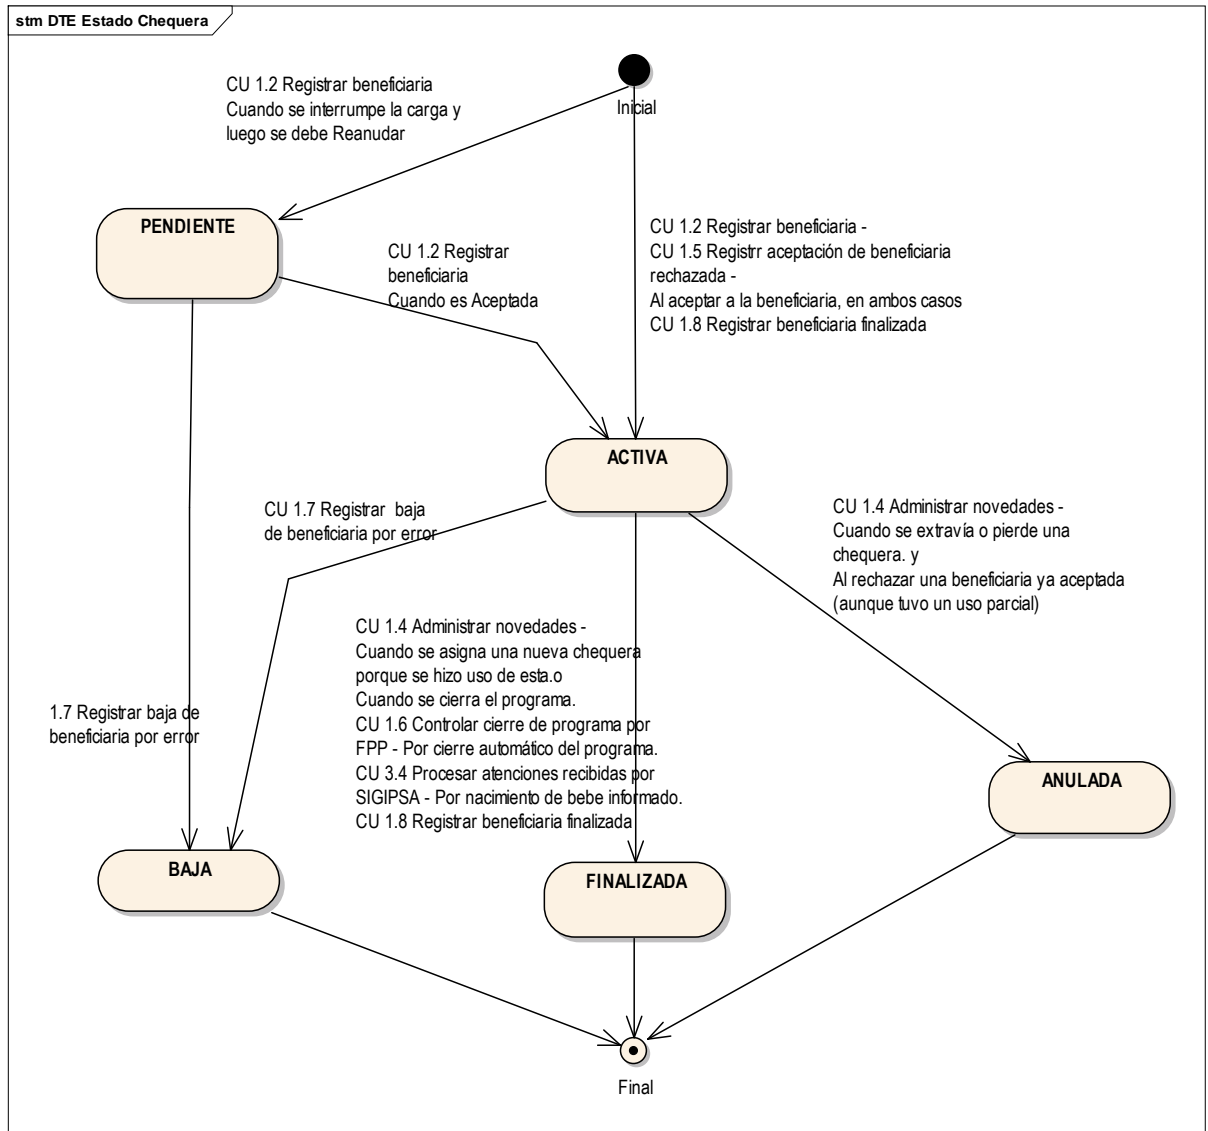 stm DTE Estado Chequera
Inicial
CU 1.2 Registrar beneficiaria
Cuando se interrumpe la carga y
luego se debe Reanudar
PENDIENTE
CU 1.2 Registrar
beneficiaria
Cuando es Aceptada
CU 1.2 Registrar beneficiaria -
CU 1.5 Registrr aceptación de beneficiaria
rechazada -
Al aceptar a la beneficiaria, en ambos casos
CU 1.8 Registrar beneficiaria finalizada
ACTIVA
CU 1.7 Registrar  baja
de beneficiaria por error
CU 1.4 Administrar novedades -
Cuando se extravía o pierde una
chequera. y
Al rechazar una beneficiaria ya aceptada
(aunque tuvo un uso parcial)
CU 1.4 Administrar novedades -
Cuando se asigna una nueva chequera
porque se hizo uso de esta.o
Cuando se cierra el programa.
CU 1.6 Controlar cierre de programa por
FPP - Por cierre automático del programa.
CU 3.4 Procesar atenciones recibidas por
SIGIPSA - Por nacimiento de bebe informado.
CU 1.8 Registrar beneficiaria finalizada
1.7 Registrar baja de
beneficiaria por error
ANULADA
BAJA
FINALIZADA
Final